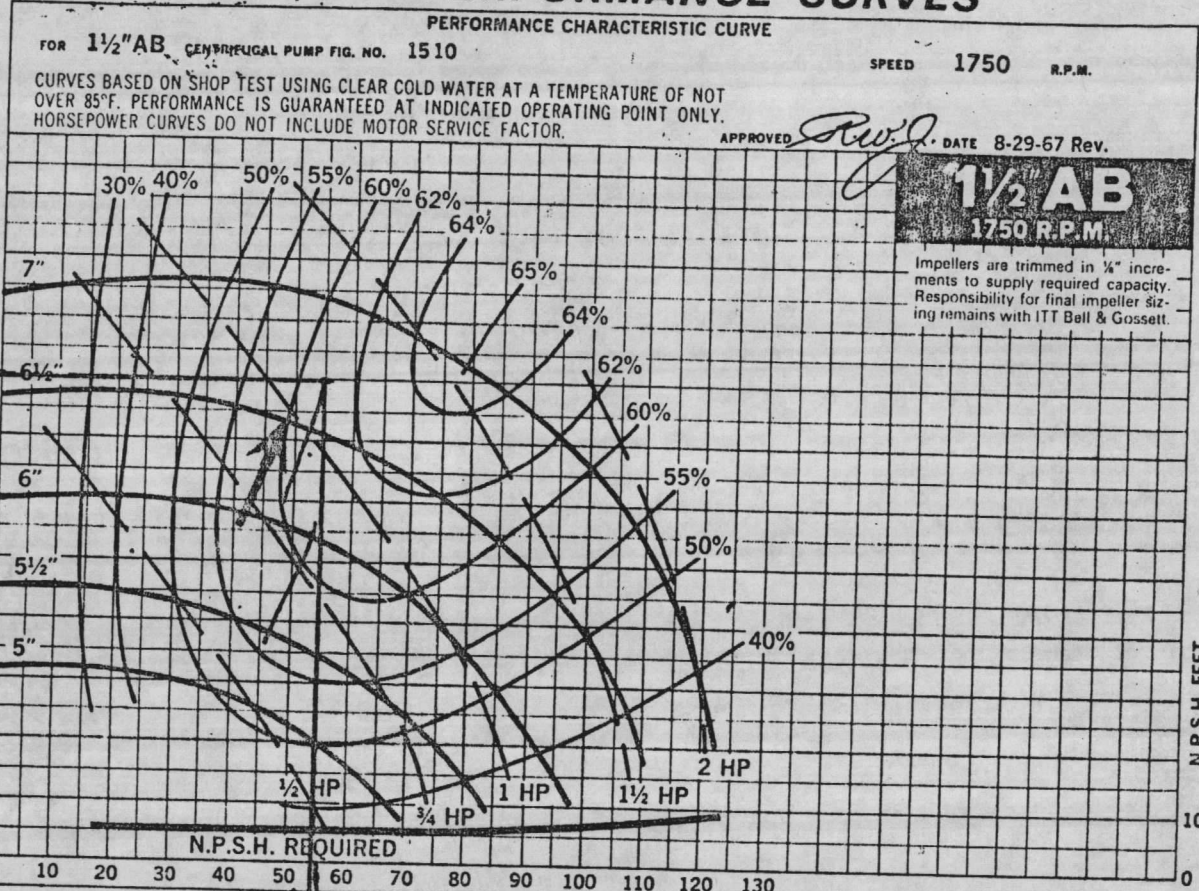 PERFORMANCE CHARACTERISTIC CURVE
FOR 1½"AB CENTRIFUGAL PUMP FIG. NO. 1510
SPEED 1750 R.P.M.
CURVES BASED ON SHOP TEST USING CLEAR COLD WATER AT A TEMPERATURE OF NOT
OVER 85°F. PERFORMANCE IS GUARANTEED AT INDICATED OPERATING POINT ONLY.
HORSEPOWER CURVES DO NOT INCLUDE MOTOR SERVICE FACTOR.
APPROVED R.W.J. DATE 8-29-67 Rev.
1½"AB
1750 R.P.M.
Impellers are trimmed in ⅛" incre-
ments to supply required capacity.
Responsibility for final impeller siz-
ing remains with ITT Bell & Gossett.
30% 40% 50% 55% 60% 62%
64%
7"
65%
64%
6½"
62%
60%
6"
55%
5½"
50%
5"
40%
N.P.S.H. FEET
2 HP
½ HP ¾ HP 1 HP 1½ HP
10
N.P.S.H. REQUIRED
10 20 30 40 50 60 70 80 90 100 110 120 130
0